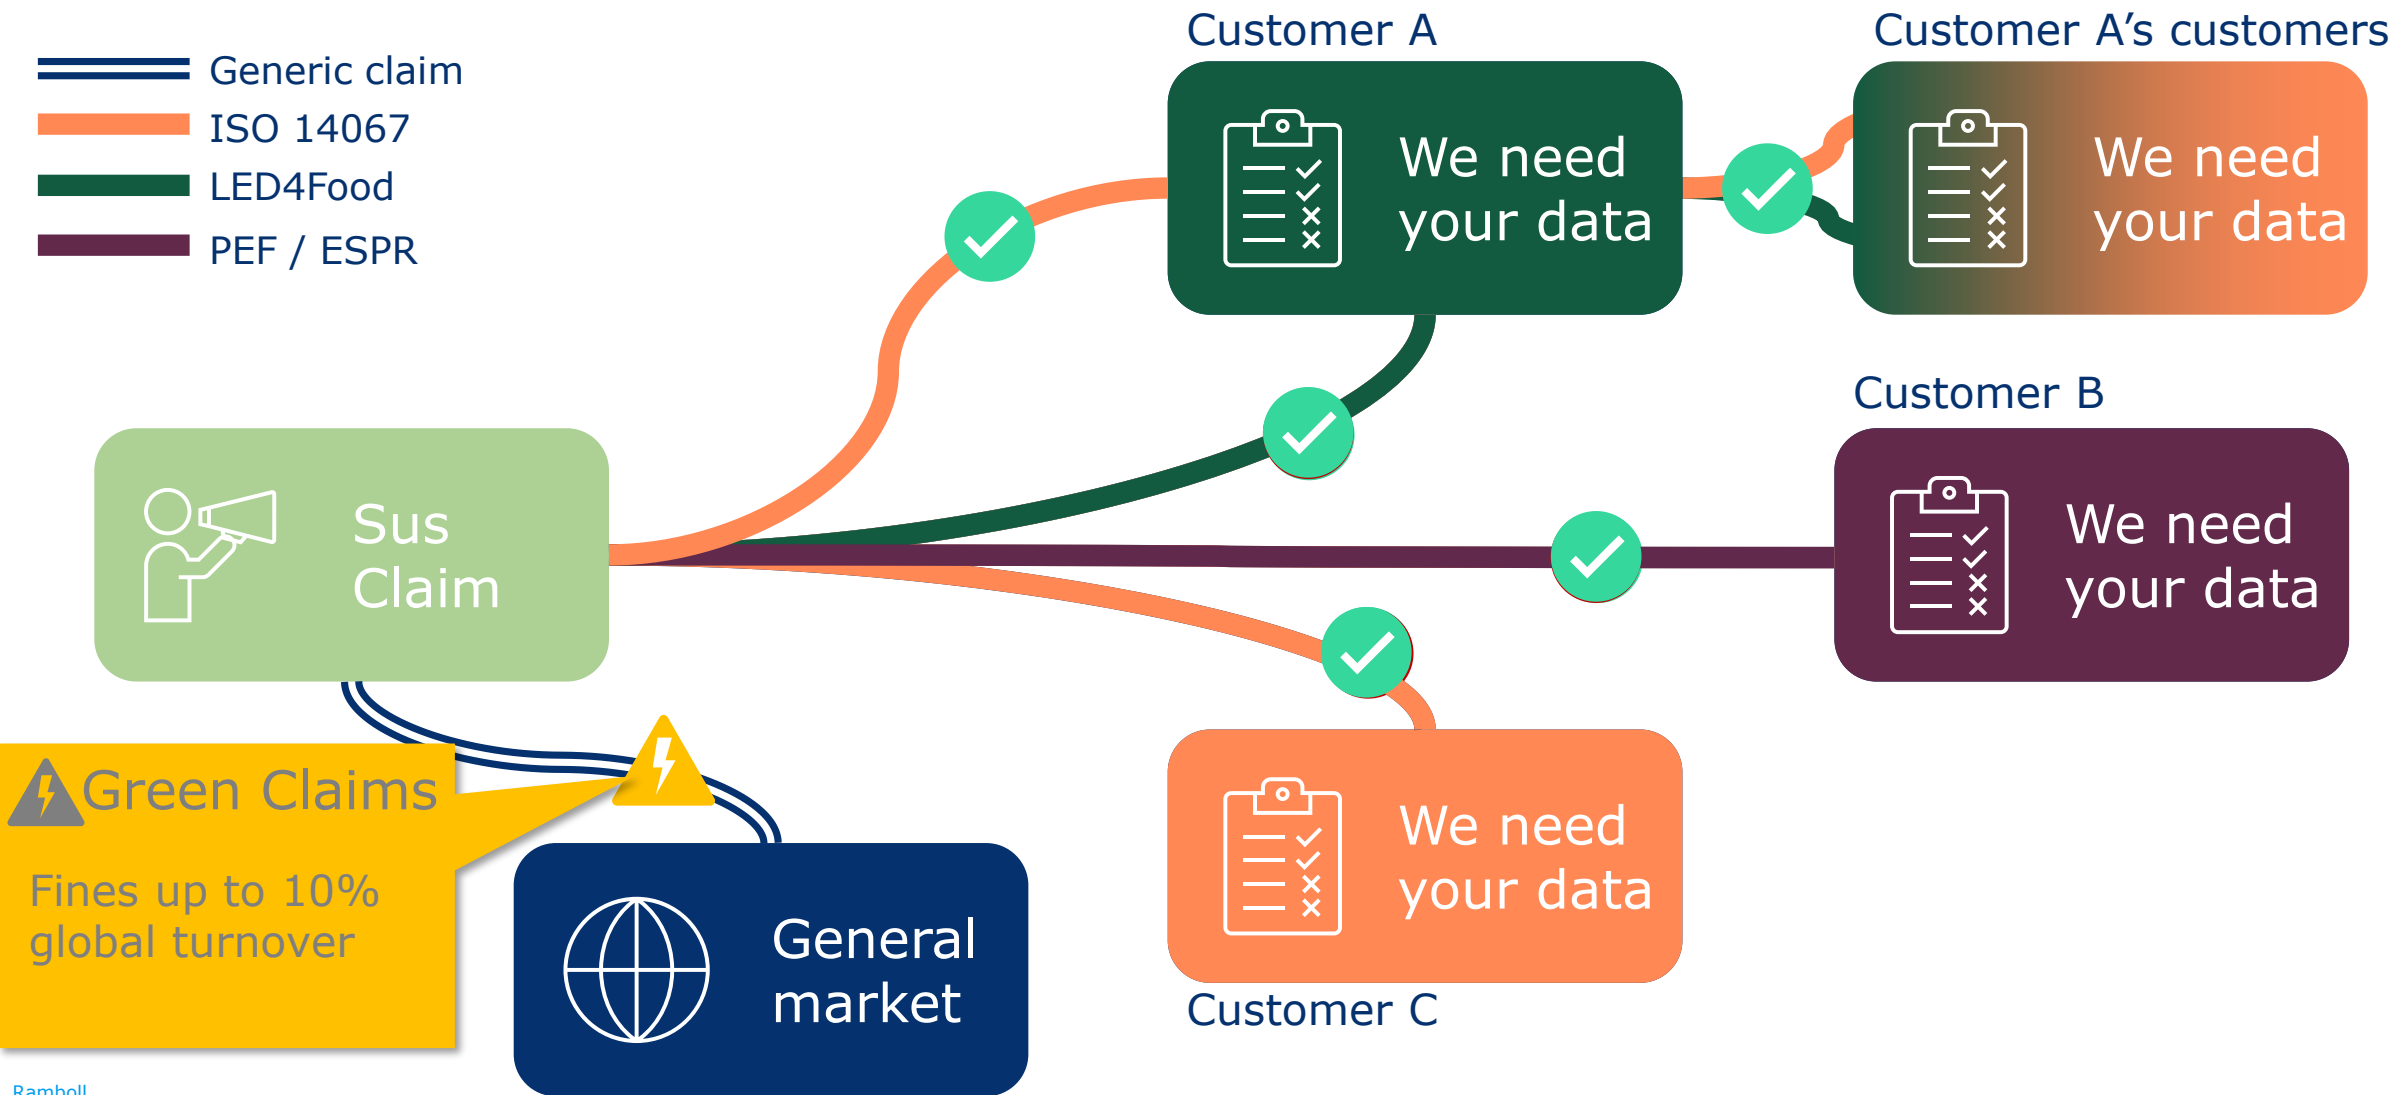 Generic claim
ISO 14067
LED4Food
PEF / ESPR
Customer A
We need
your data
Customer A’s customers
We need
your data
Customer B
We need
your data
Sus
Claim
Green Claims
Fines up to 10%
global turnover
General
market
We need
your data
Customer C
Ramboll